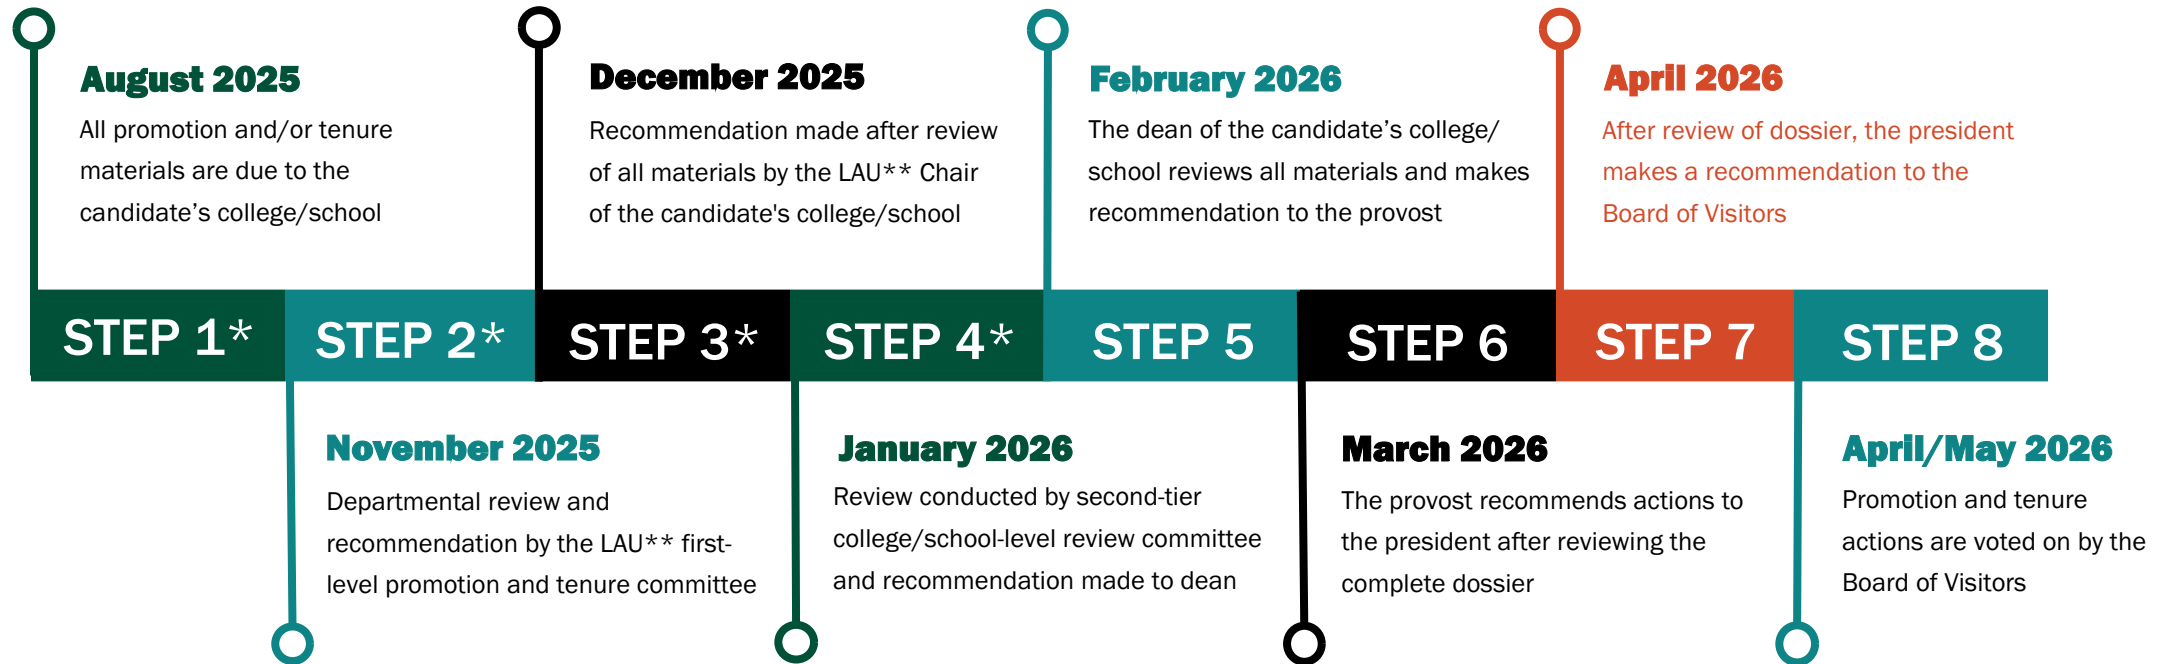 August 2025
All promotion and/or tenure
materials are due to the
candidate’s college/school
December 2025
Recommendation made after review
of all materials by the LAU** Chair
of the candidate's college/school
February 2026
The dean of the candidate’s college/
school reviews all materials and makes
recommendation to the provost
April 2026
After review of dossier, the president
makes a recommendation to the
Board of Visitors
STEP 1*
STEP 2*
STEP 3*
STEP 4*
STEP 5
STEP 6
STEP 7
STEP 8
November 2025
Departmental review and
recommendation by the LAU** first-
level promotion and tenure committee
January 2026
Review conducted by second-tier
college/school-level review committee
and recommendation made to dean
March 2026
The provost recommends actions to
the president after reviewing the
complete dossier
April/May 2026
Promotion and tenure
actions are voted on by the
Board of Visitors